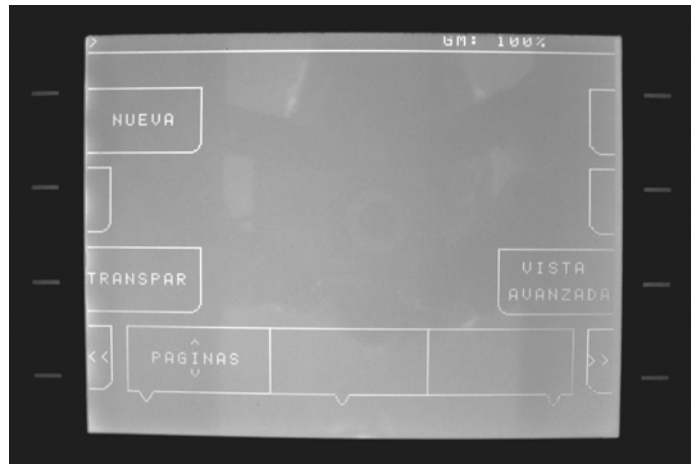 > GM: 100%
NUEVA
TRANSPAR
VISTA
AVANZADA
<< PAGINAS >>